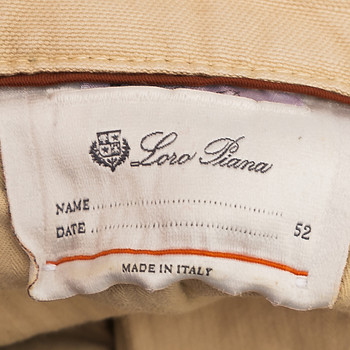 Loro Piana
NAME ........................................
DATE ........................................ 52
MADE IN ITALY